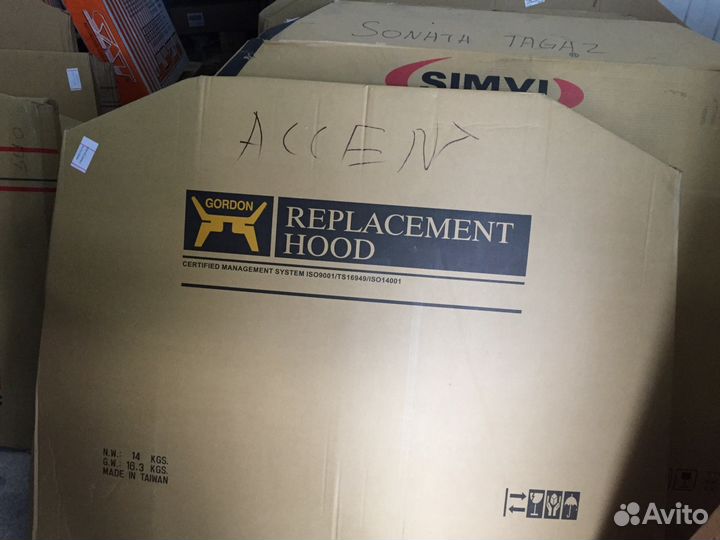 SONATA TAGAZ
SIMYI
ACCENT
GORDON
REPLACEMENT
HOOD
CERTIFIED MANAGEMENT SYSTEM ISO9001/TS16949/ISO14001
N.W.: 14 KGS.
G.W.: 16.3 KGS.
MADE IN TAIWAN
Avito